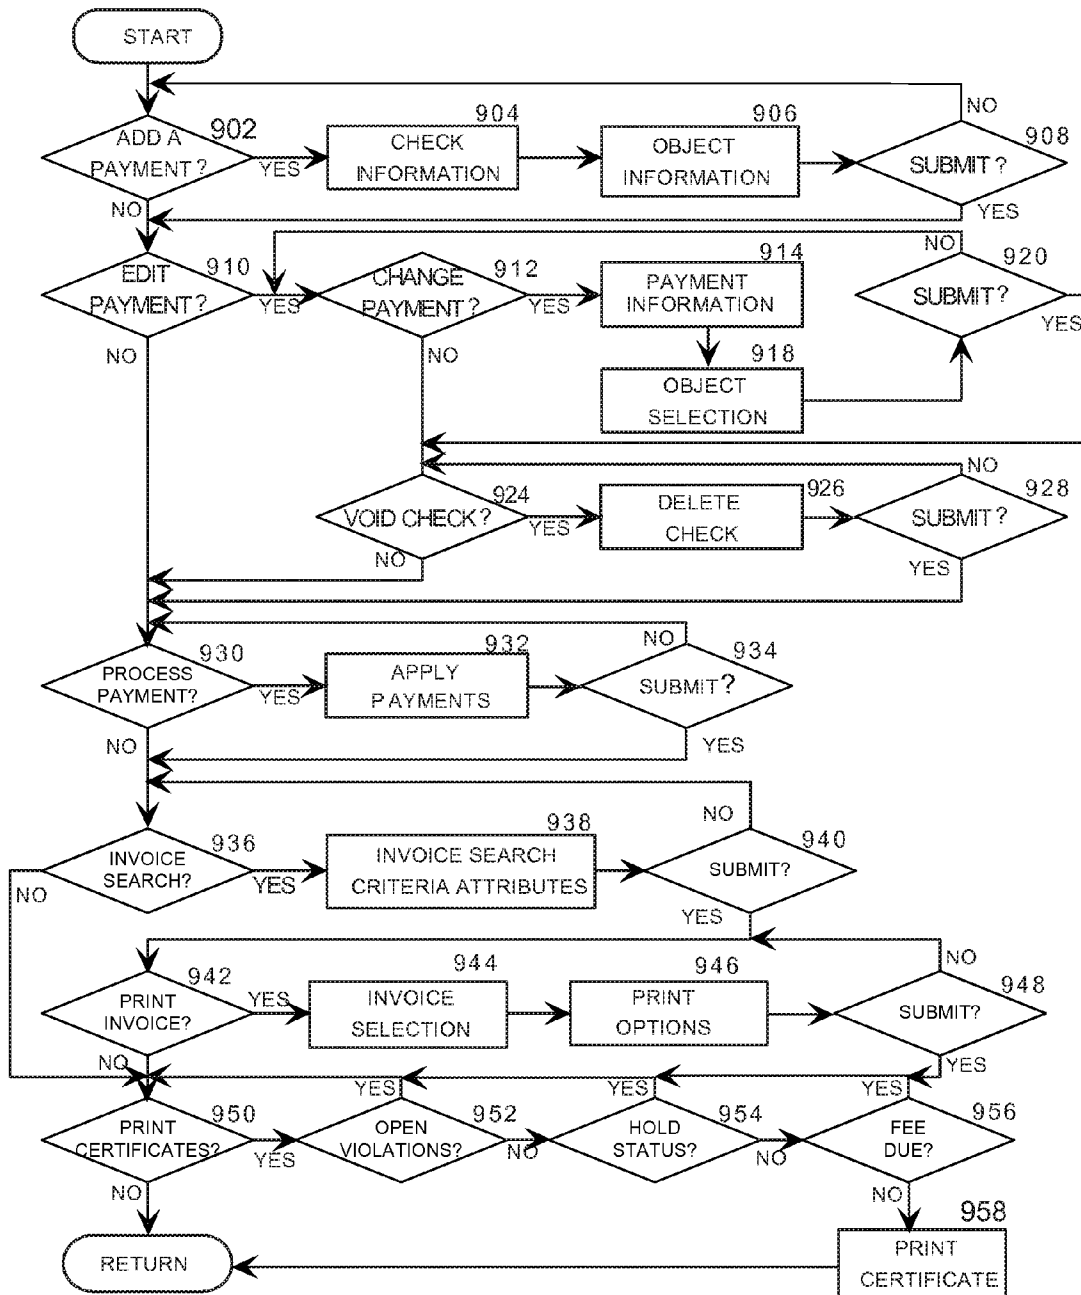 START
ADD A
PAYMENT?
902
YES
NO
904
CHECK
INFORMATION
906
OBJECT
INFORMATION
NO
908
SUBMIT?
YES
EDIT
PAYMENT?
910
YES
NO
CHANGE
PAYMENT?
912
YES
NO
914
PAYMENT
INFORMATION
918
OBJECT
SELECTION
NO
920
SUBMIT?
YES
924
VOID CHECK?
YES
NO
926
DELETE
CHECK
NO
928
SUBMIT?
YES
930
PROCESS
PAYMENT?
YES
NO
932
APPLY
PAYMENTS
NO
934
SUBMIT?
YES
936
INVOICE
SEARCH?
YES
NO
938
INVOICE SEARCH
CRITERIA ATTRIBUTES
NO
940
SUBMIT?
YES
942
PRINT
INVOICE?
YES
NO
944
INVOICE
SELECTION
946
PRINT
OPTIONS
NO
948
SUBMIT?
YES
950
PRINT
CERTIFICATES?
YES
NO
YES
952
OPEN
VIOLATIONS?
NO
YES
954
HOLD
STATUS?
NO
YES
956
FEE
DUE?
NO
958
PRINT
CERTIFICATE
RETURN